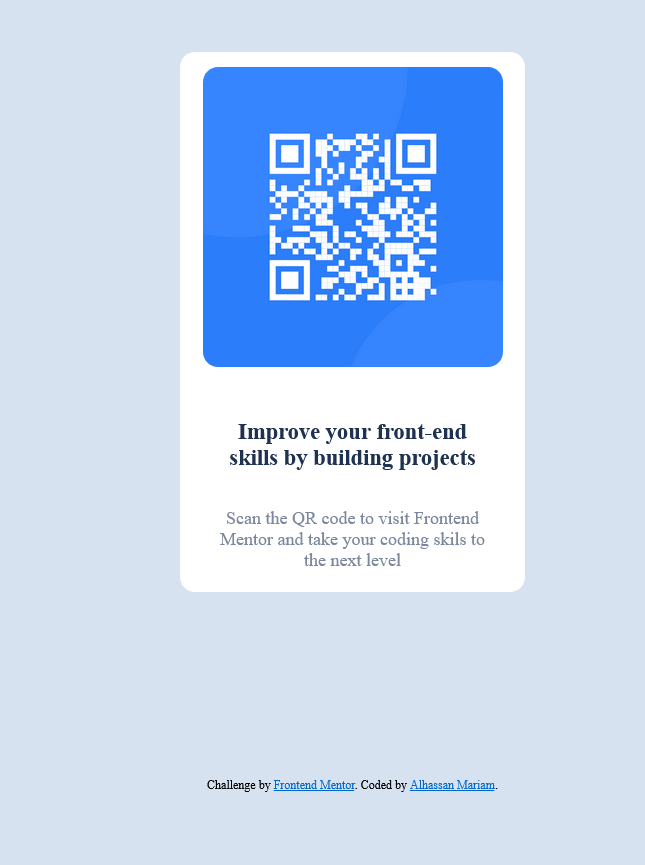 Improve your front-end
skills by building projects
Scan the QR code to visit Frontend
Mentor and take your coding skils to
the next level
Challenge by Frontend Mentor. Coded by Alhassan Mariam.